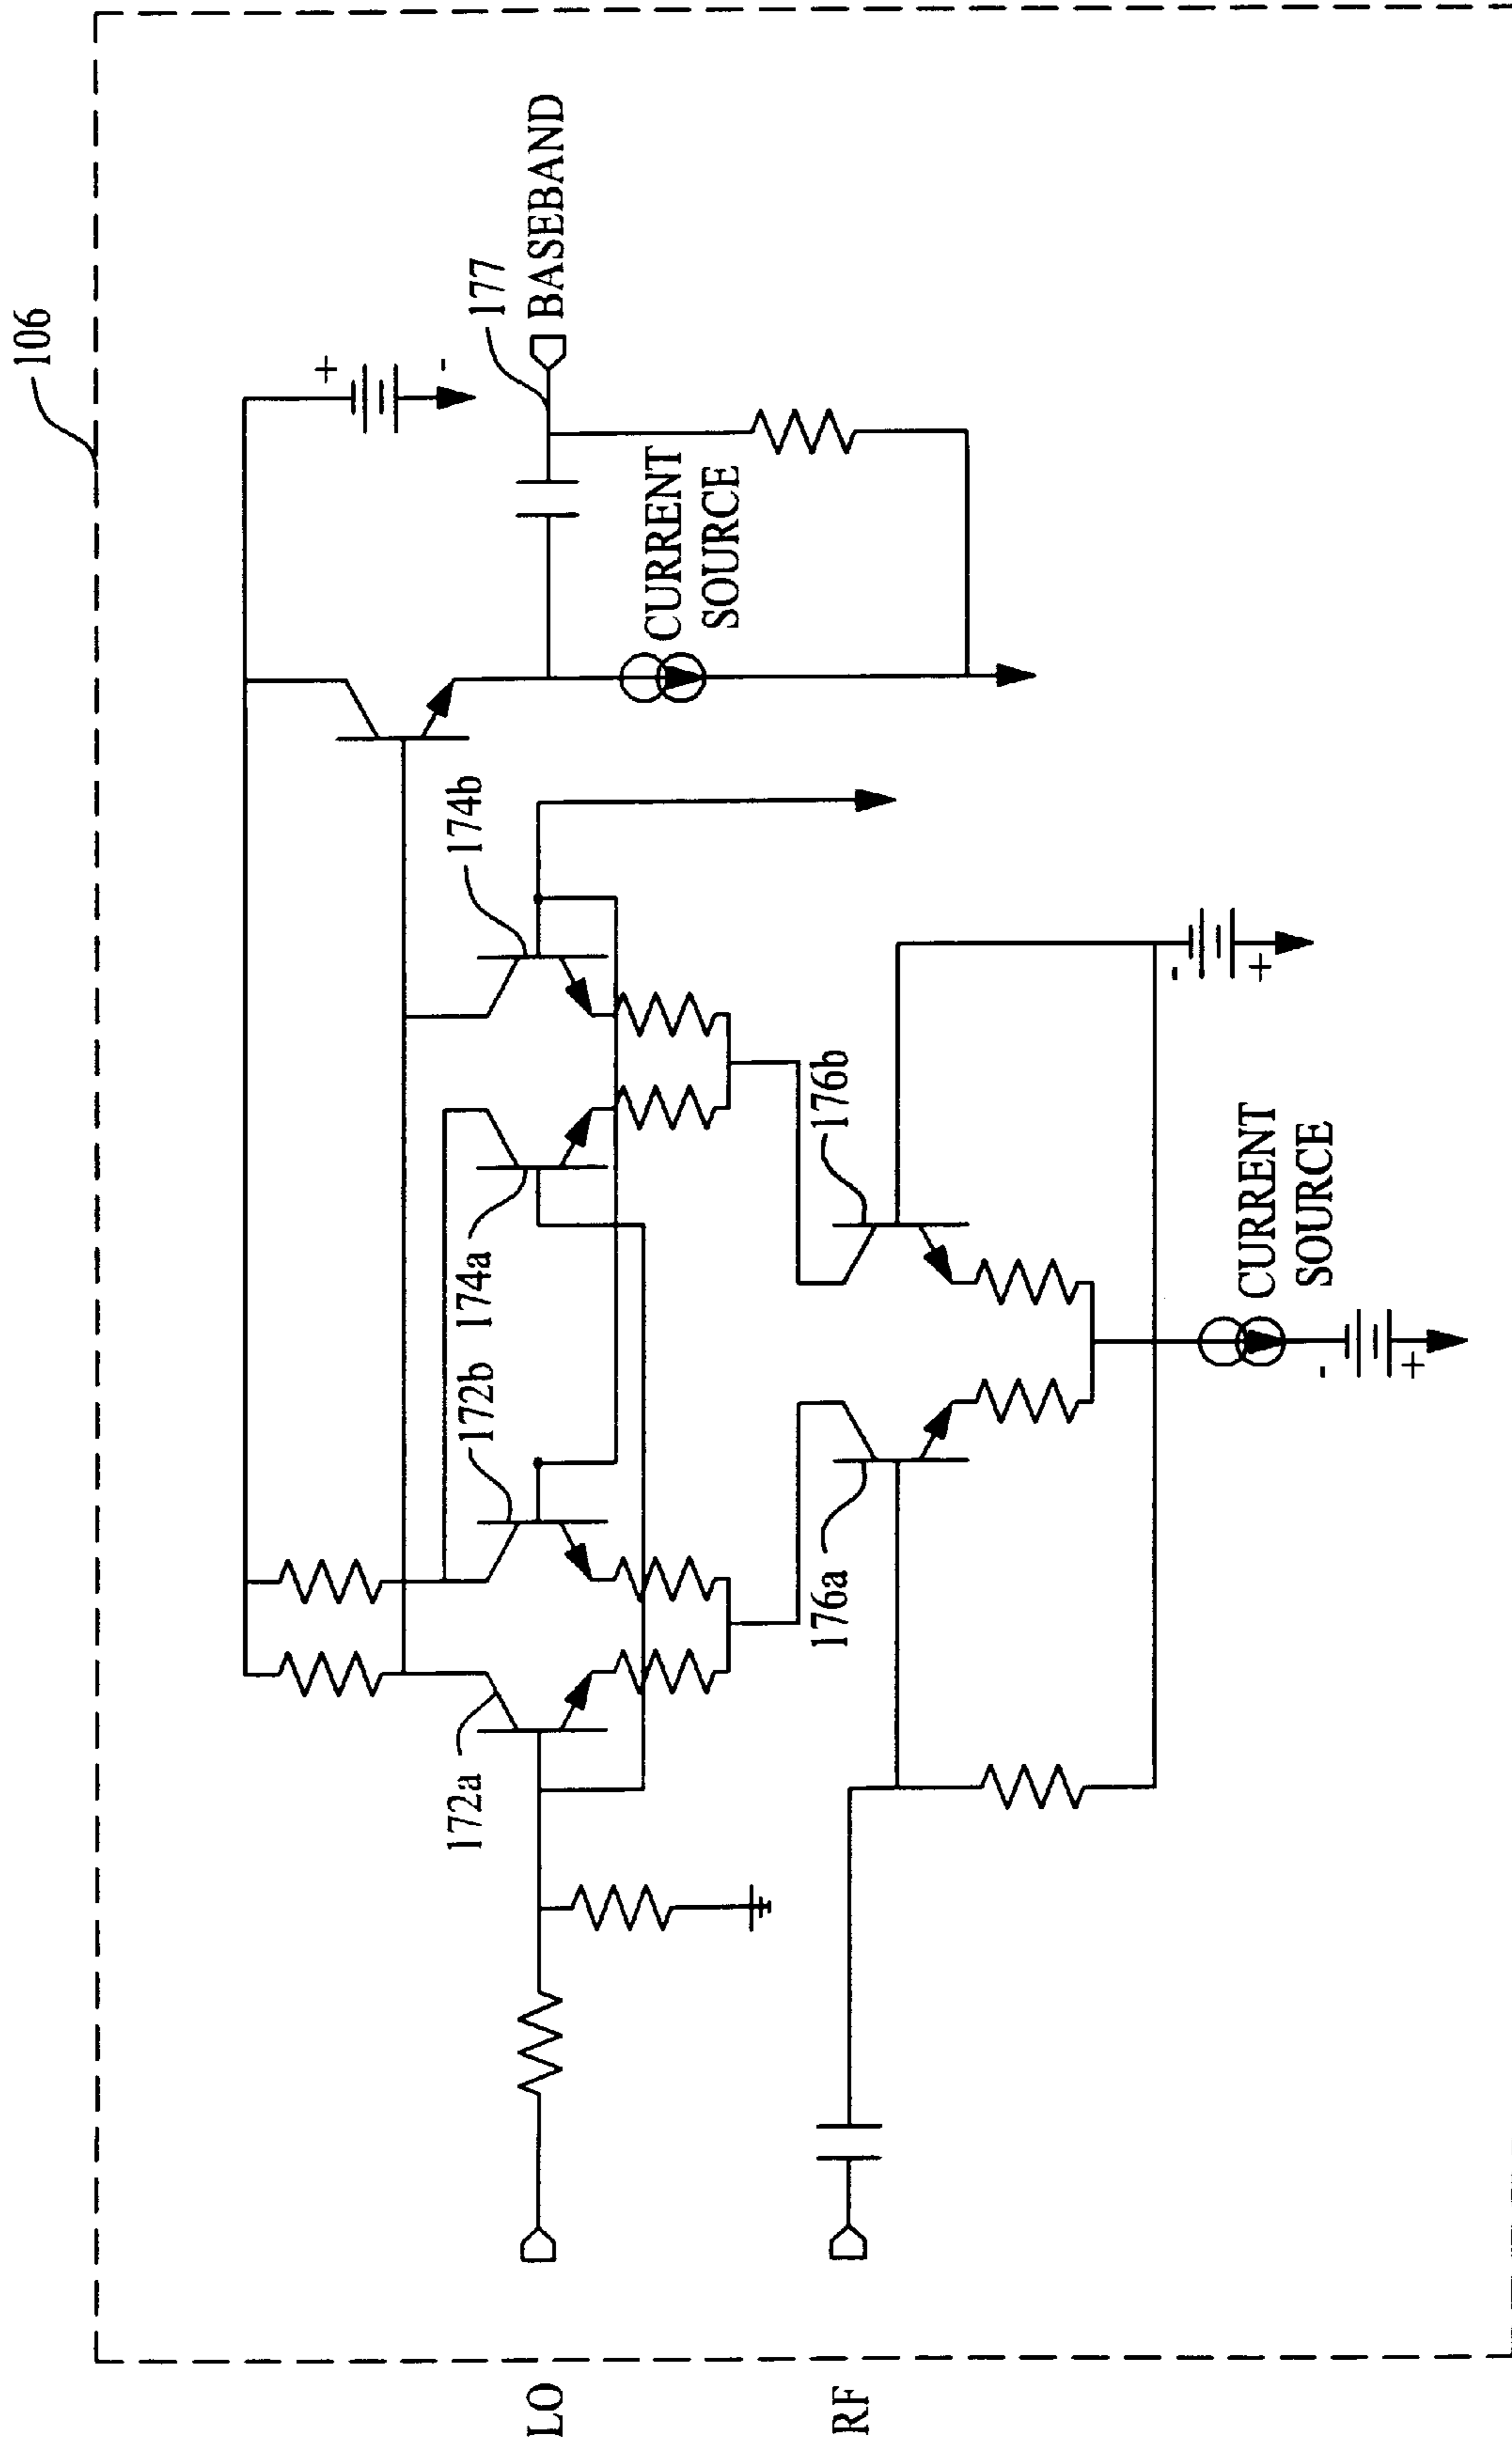 106
177
BASEBAND
+
-
CURRENT
SOURCE
174b
174a
172b
172a
176b
176a
-
+
CURRENT
SOURCE
-
+
LO
RF